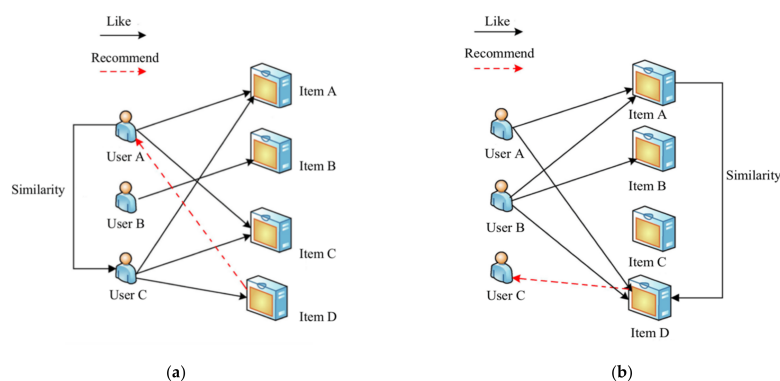 Like
Recommend
Item A
User A
Item B
Similarity
User B
Item C
User C
Item D
(a)
Like
Recommend
Item A
User A
Item B
Similarity
User B
Item C
User C
Item D
(b)